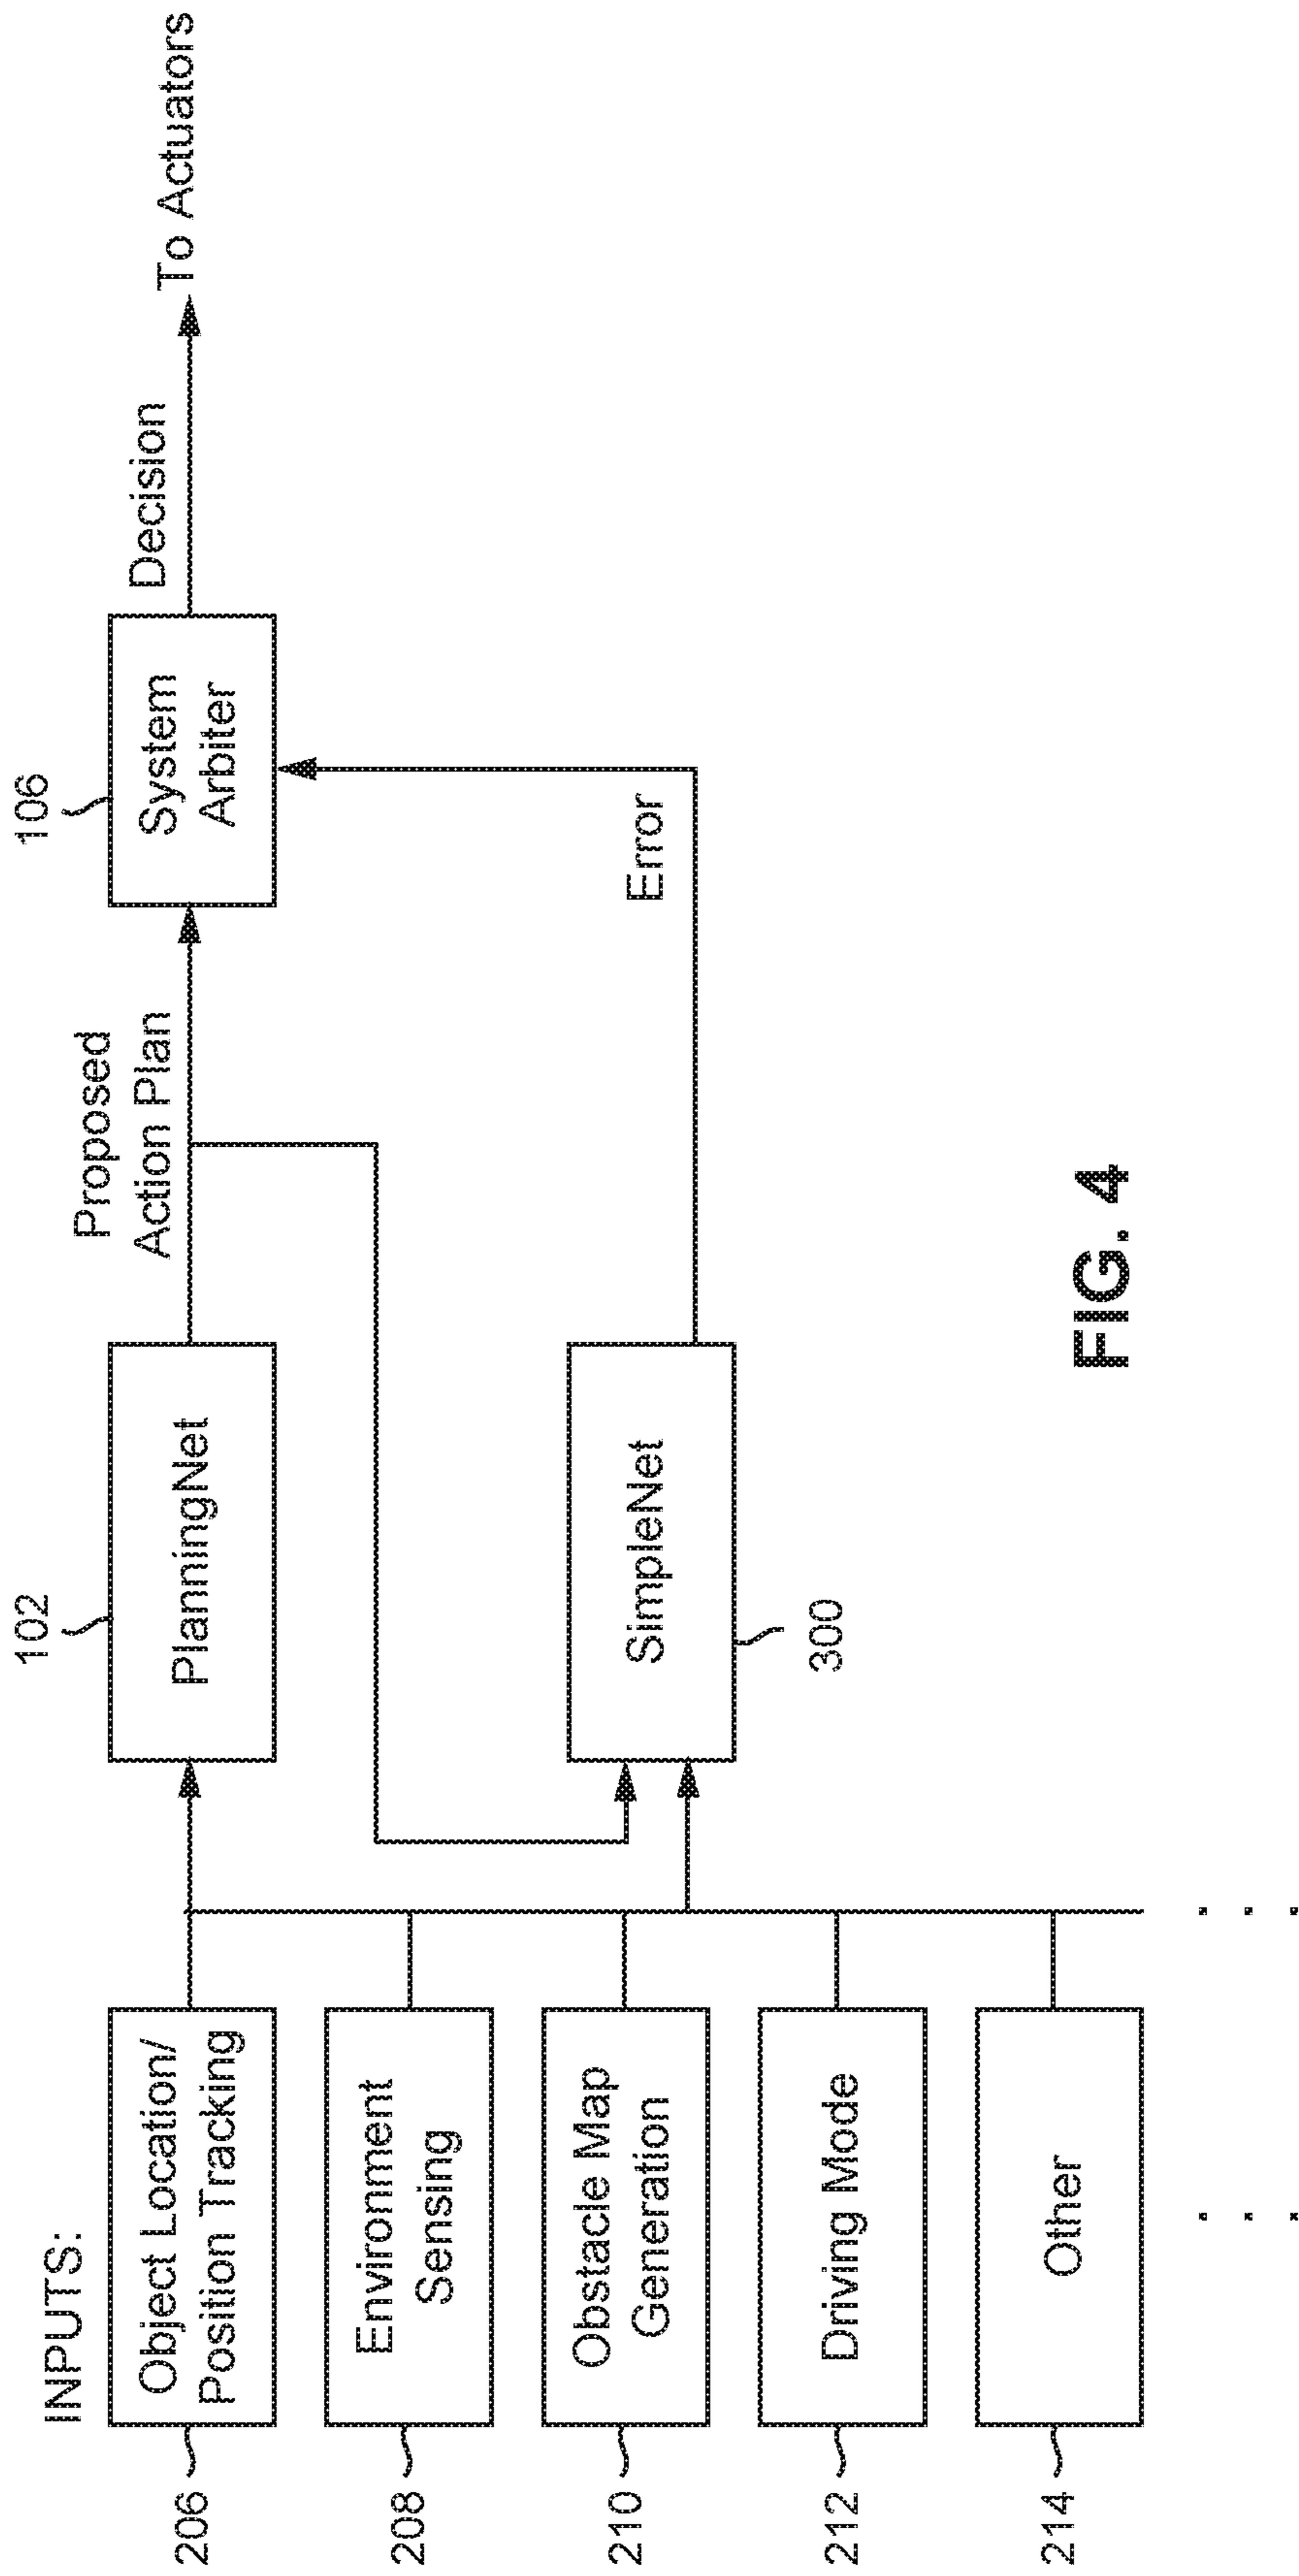 INPUTS:
206
Object Location/
Position Tracking
208
Environment
Sensing
210
Obstacle Map
Generation
212
Driving Mode
214
Other
102
PlanningNet
SimpleNet
300
Proposed
Action Plan
Error
106
System
Arbiter
Decision
To Actuators
FIG. 4